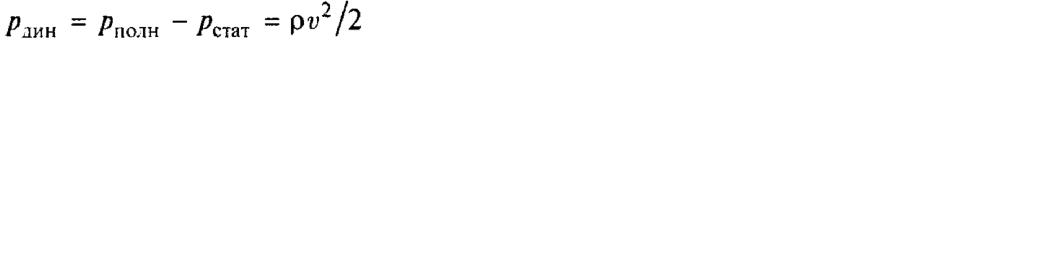 p_дин = p_полн − p_стат = ρv²/2